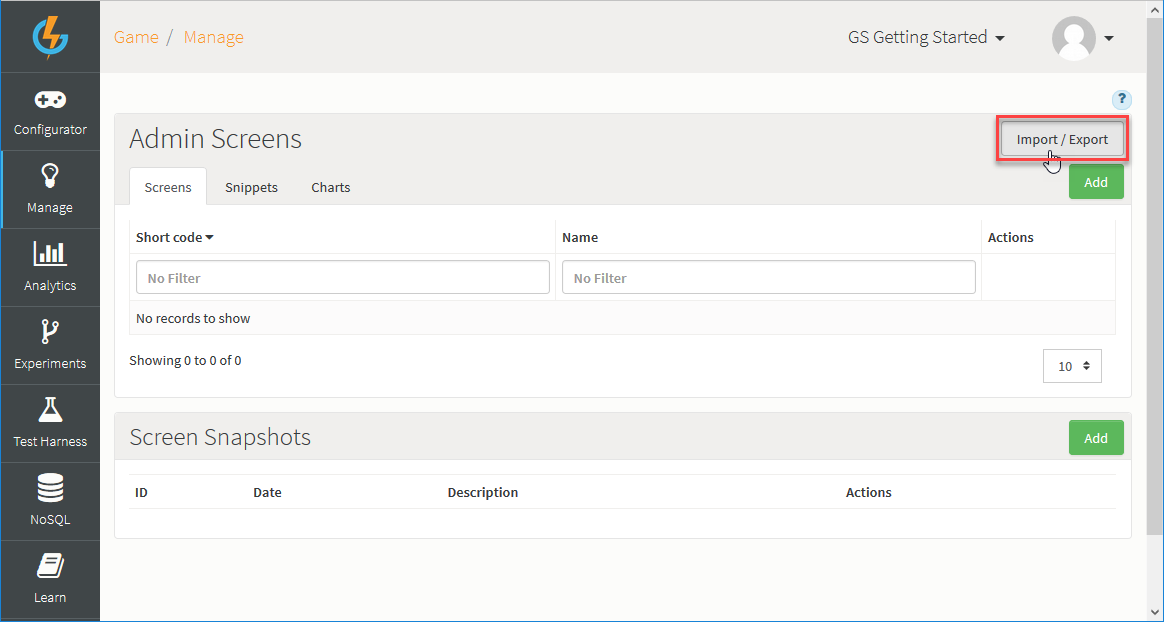 Game / Manage
GS Getting Started
?
Configurator
Manage
Analytics
Experiments
Test Harness
NoSQL
Learn
Admin Screens
Import / Export
Screens Snippets Charts
Add
Short code Name Actions
No Filter No Filter
No records to show
Showing 0 to 0 of 0
10
Screen Snapshots
Add
ID Date Description Actions